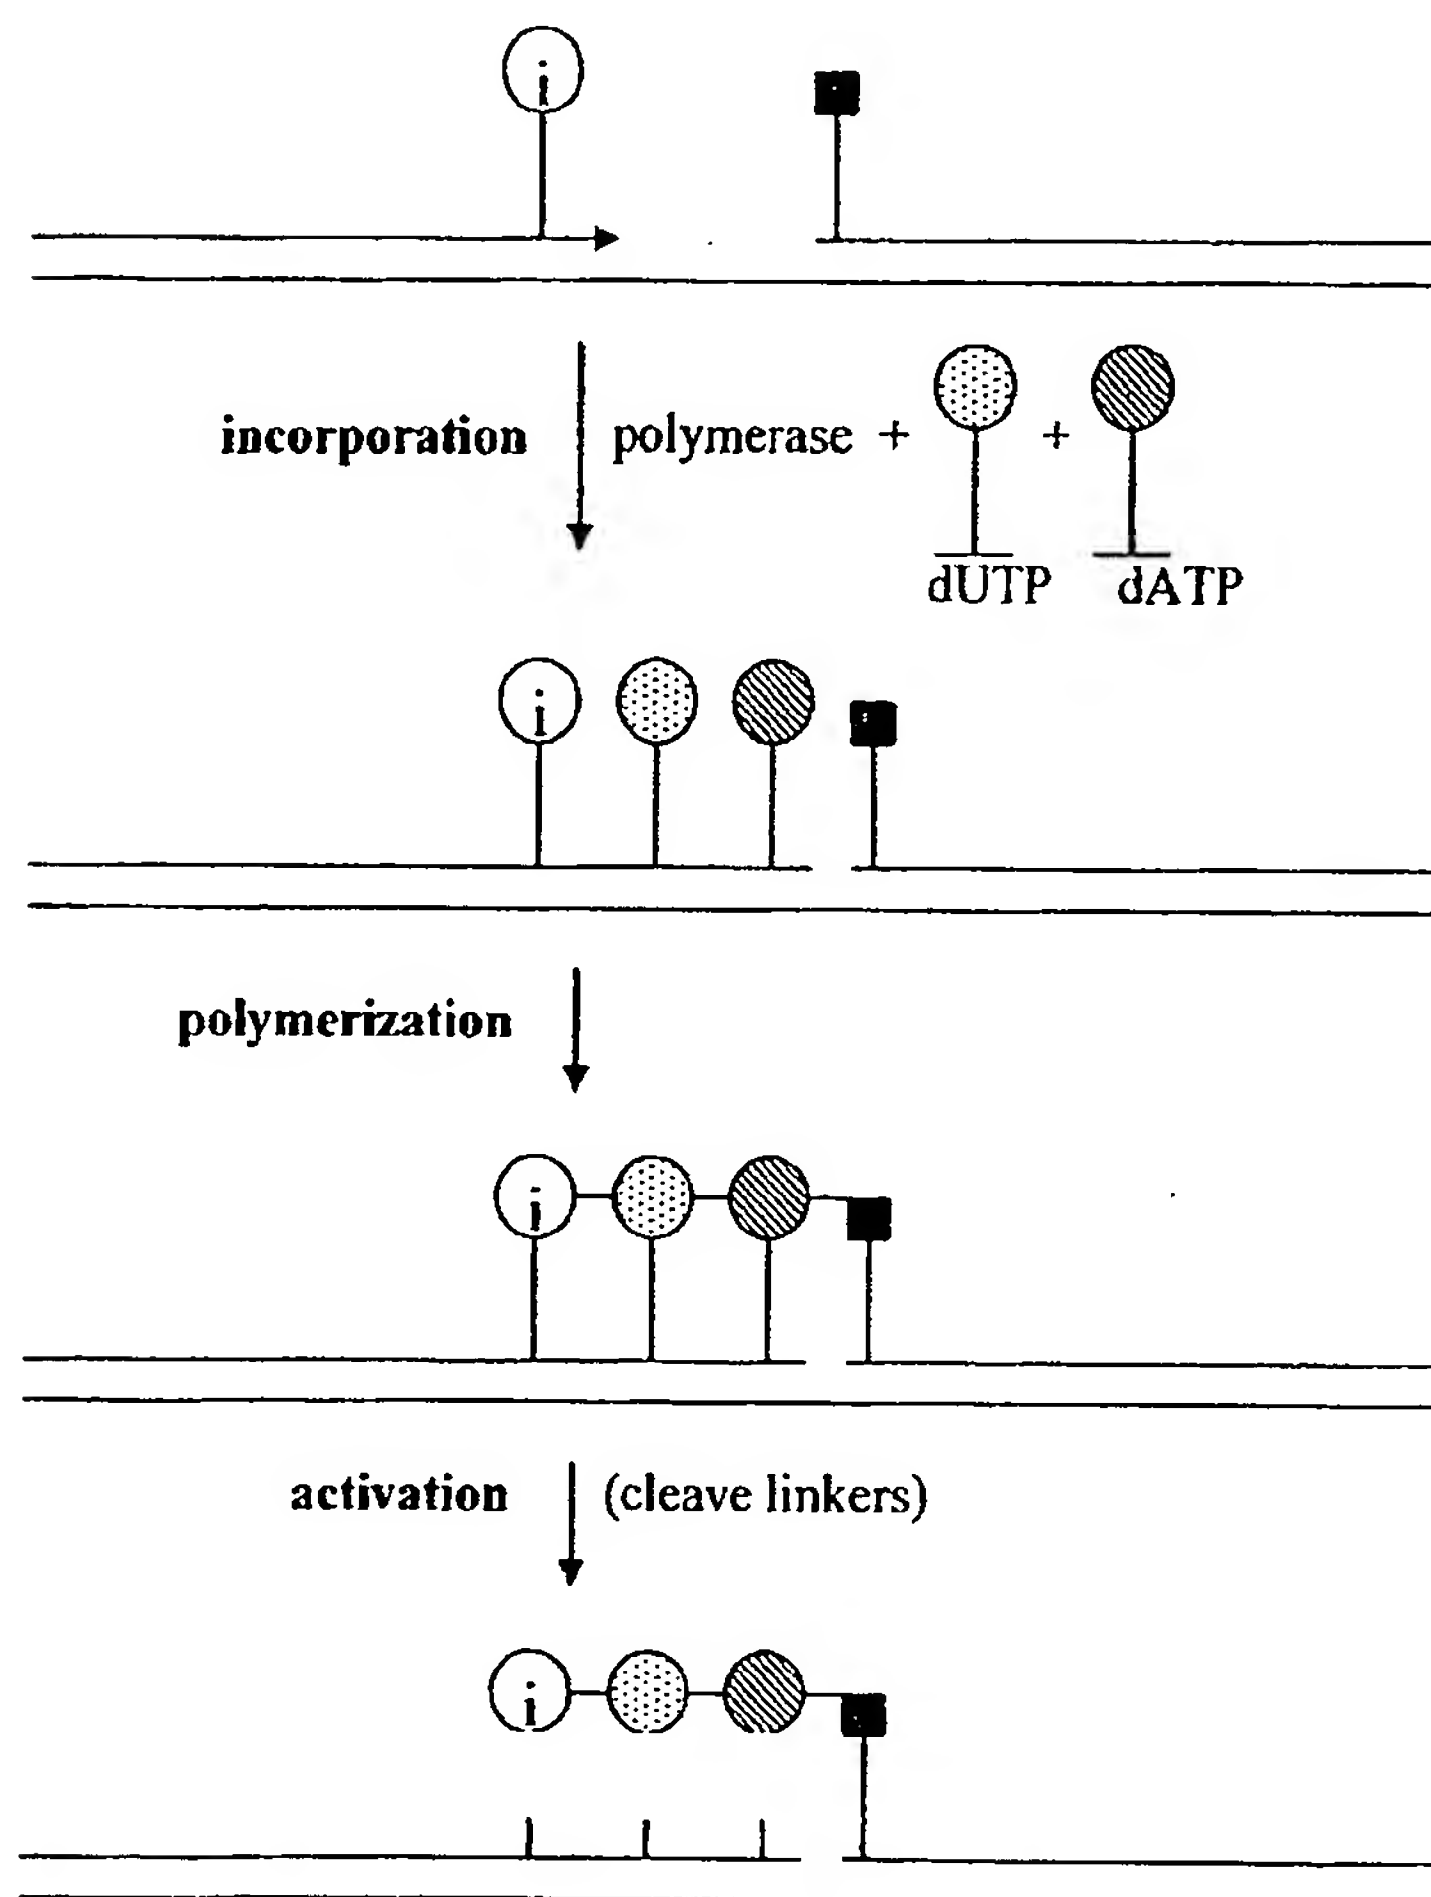 i
incorporation polymerase + +
dUTP dATP
i
polymerization
i
activation (cleave linkers)
i